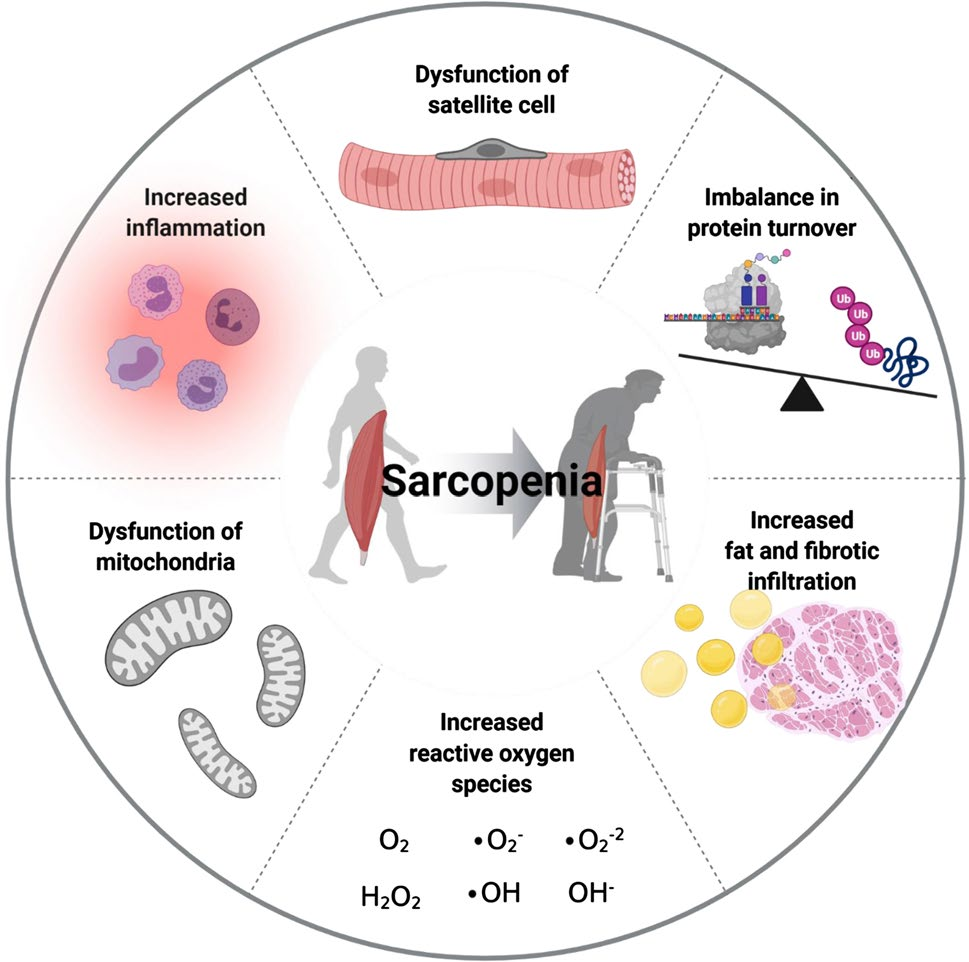 Dysfunction of
satellite cell
Increased
inflammation
Imbalance in
protein turnover
Ub
Ub
Ub
Ub
Sarcopenia
Dysfunction of
mitochondria
Increased
fat and fibrotic
infiltration
Increased
reactive oxygen
species
O₂ •O₂⁻ •O₂⁻²
H₂O₂ •OH OH⁻